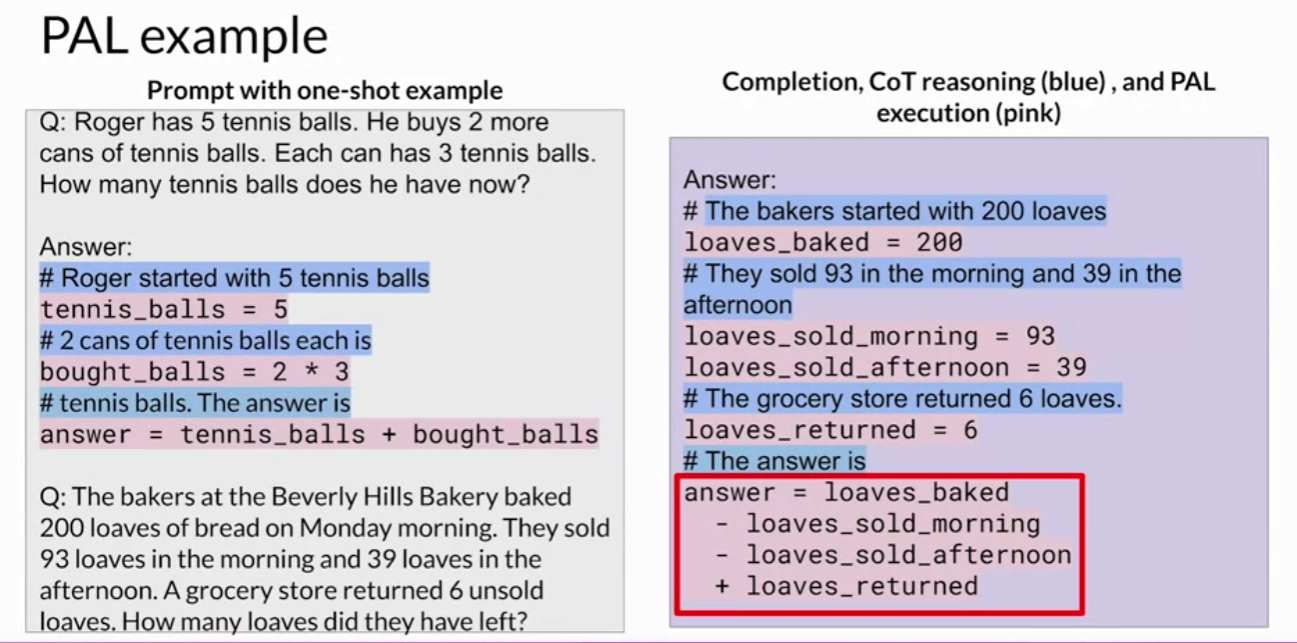 PAL example
Prompt with one-shot example
Q: Roger has 5 tennis balls. He buys 2 more
cans of tennis balls. Each can has 3 tennis balls.
How many tennis balls does he have now?
Answer:
# Roger started with 5 tennis balls
tennis_balls = 5
# 2 cans of tennis balls each is
bought_balls = 2 * 3
# tennis balls. The answer is
answer = tennis_balls + bought_balls
Q: The bakers at the Beverly Hills Bakery baked
200 loaves of bread on Monday morning. They sold
93 loaves in the morning and 39 loaves in the
afternoon. A grocery store returned 6 unsold
loaves. How many loaves did they have left?
Completion, CoT reasoning (blue) , and PAL
execution (pink)
Answer:
# The bakers started with 200 loaves
loaves_baked = 200
# They sold 93 in the morning and 39 in the
afternoon
loaves_sold_morning = 93
loaves_sold_afternoon = 39
# The grocery store returned 6 loaves.
loaves_returned = 6
# The answer is
answer = loaves_baked
- loaves_sold_morning
- loaves_sold_afternoon
+ loaves_returned